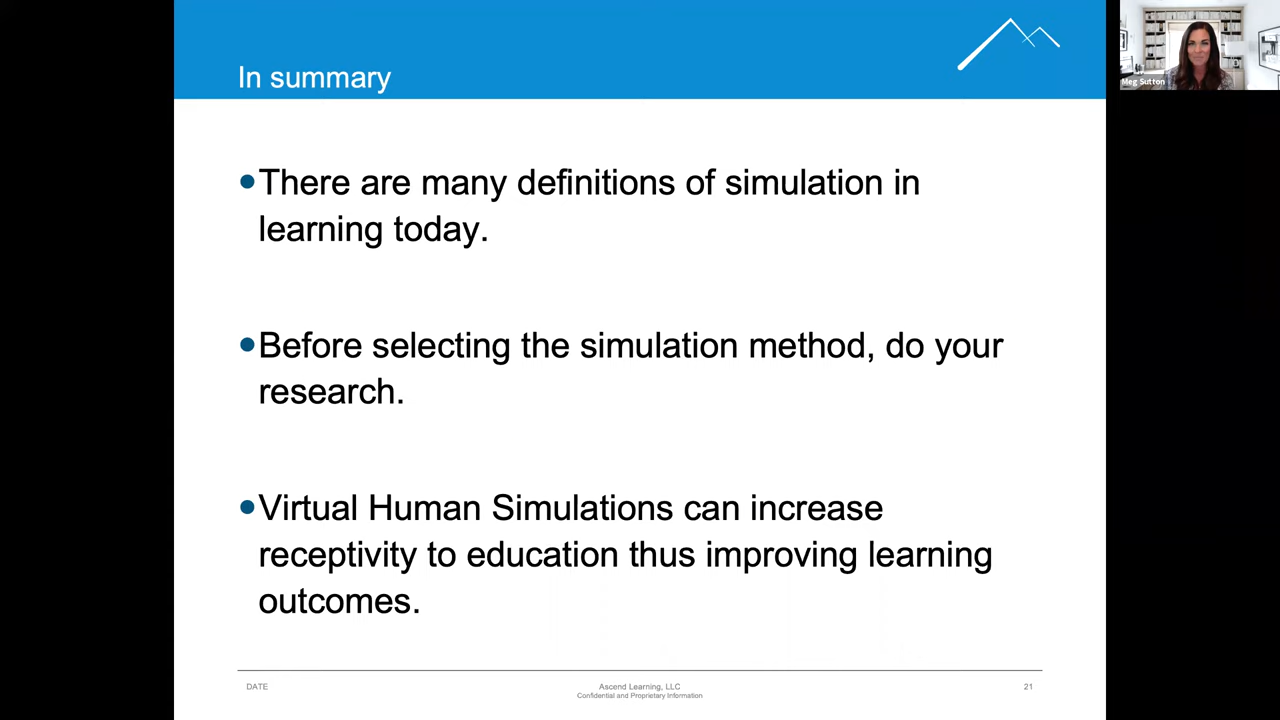 In summary
Meg Sutton
•There are many definitions of simulation in
learning today.
•Before selecting the simulation method, do your
research.
•Virtual Human Simulations can increase
receptivity to education thus improving learning
outcomes.
DATE
Ascend Learning, LLC
Confidential and Proprietary Information
21